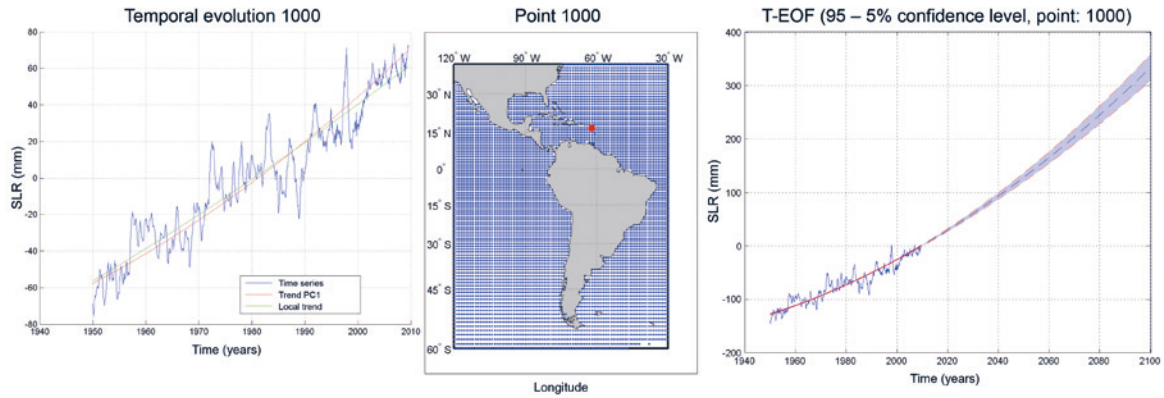 Temporal evolution 1000
80
60
40
20
0
-20
-40
-60
-80
SLR (mm)
Time series
Trend PC1
Local trend
1940
1950
1960
1970
1980
1990
2000
2010
Time (years)
Point 1000
120° W
90° W
60° W
30° W
30° N
15° N
0°
15° S
30° S
45° S
60° S
Longitude
T-EOF (95 – 5% confidence level, point: 1000)
400
300
200
100
0
-100
-200
SLR (mm)
1940
1960
1980
2000
2020
2040
2060
2080
2100
Time (years)